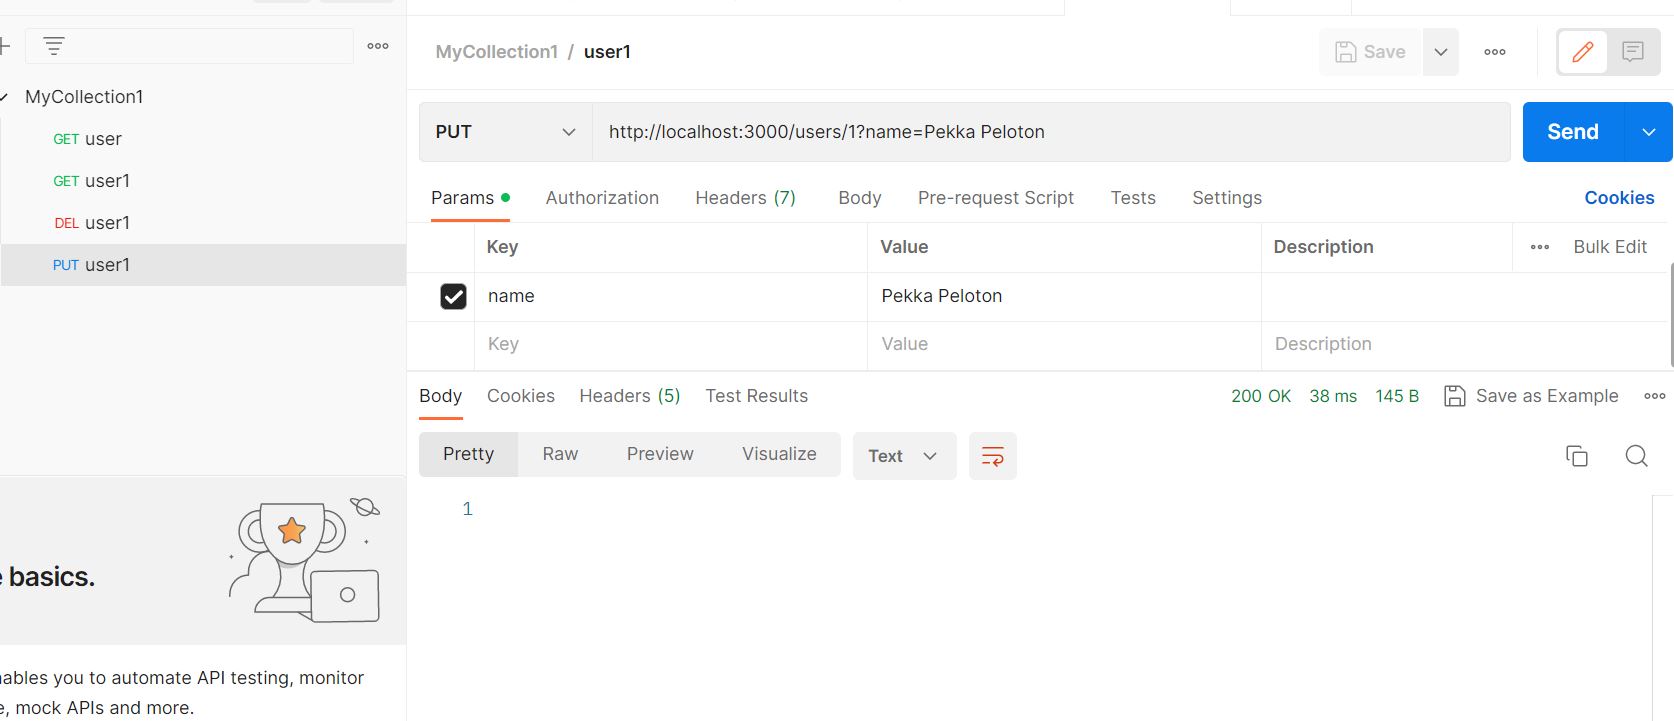 MyCollection1
GET user
GET user1
DEL user1
PUT user1
basics.
you to automate API testing, monitor
mock APIs and more.
MyCollection1 / user1
Save
PUT
http://localhost:3000/users/1?name=Pekka Peloton
Send
Params
Authorization
Headers (7)
Body
Pre-request Script
Tests
Settings
Cookies
Key
Value
Description
Bulk Edit
name
Pekka Peloton
Key
Value
Description
Body
Cookies
Headers (5)
Test Results
200 OK
38 ms
145 B
Save as Example
Pretty
Raw
Preview
Visualize
Text
1